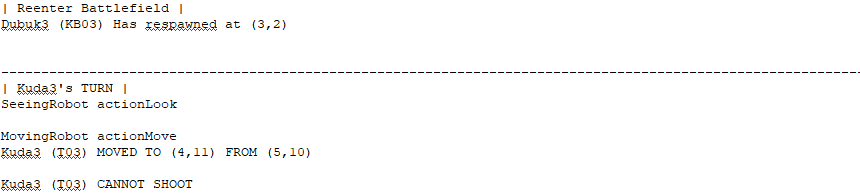 | Reenter Battlefield |
Dubuk3 (KB03) Has respawned at (3,2)
------------------------------------------------------------------------------------------------------------
| Kuda3's TURN |
SeeingRobot actionLook
MovingRobot actionMove
Kuda3 (T03) MOVED TO (4,11) FROM (5,10)
Kuda3 (T03) CANNOT SHOOT